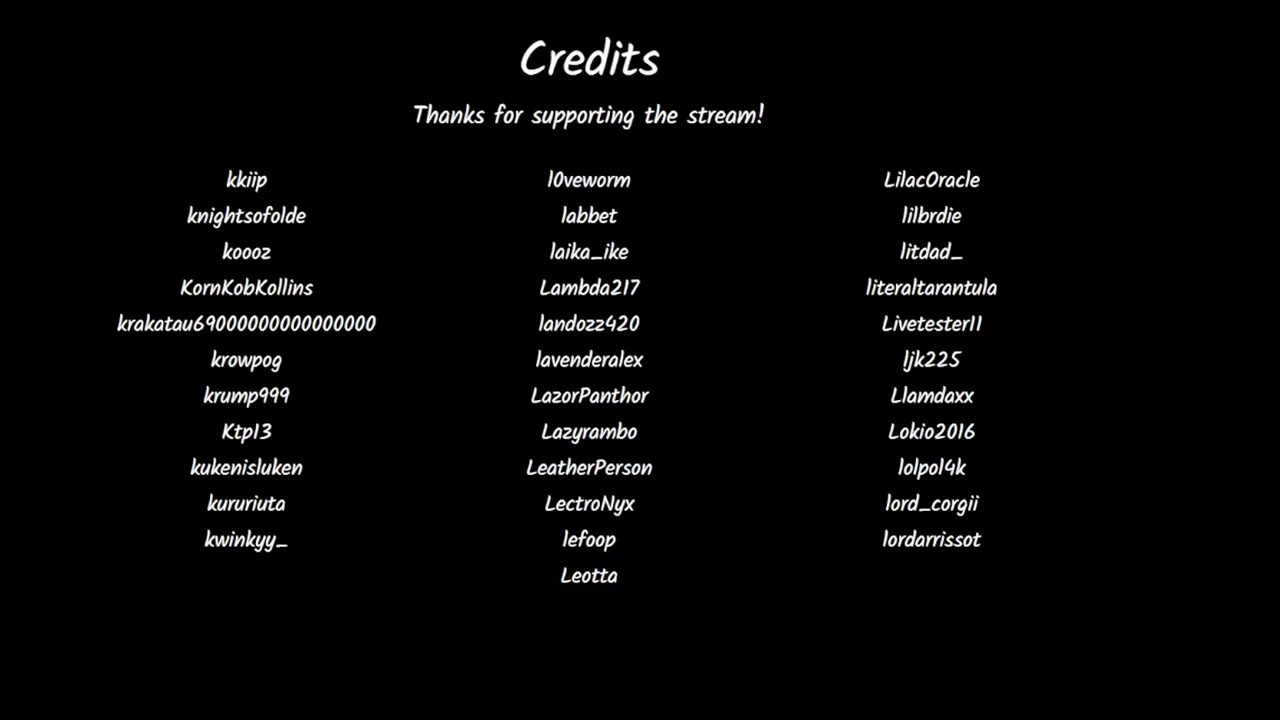 Credits
Thanks for supporting the stream!
kkiip
knightsofolde
koooz
KornKobKollins
krakatau69000000000000000
krowpog
krump999
Ktp13
kukenisluken
kururiuta
kwinkyy_
l0veworm
labbet
laika_ike
Lambda217
landozz420
lavenderalex
LazorPanthor
Lazyrambo
LeatherPerson
LectroNyx
lefoop
Leotta
LilacOracle
lilbrdie
litdad_
literaltarantula
Livetester11
ljk225
Llamdaxx
Lokio2016
lolpol4k
lord_corgii
lordarrissot